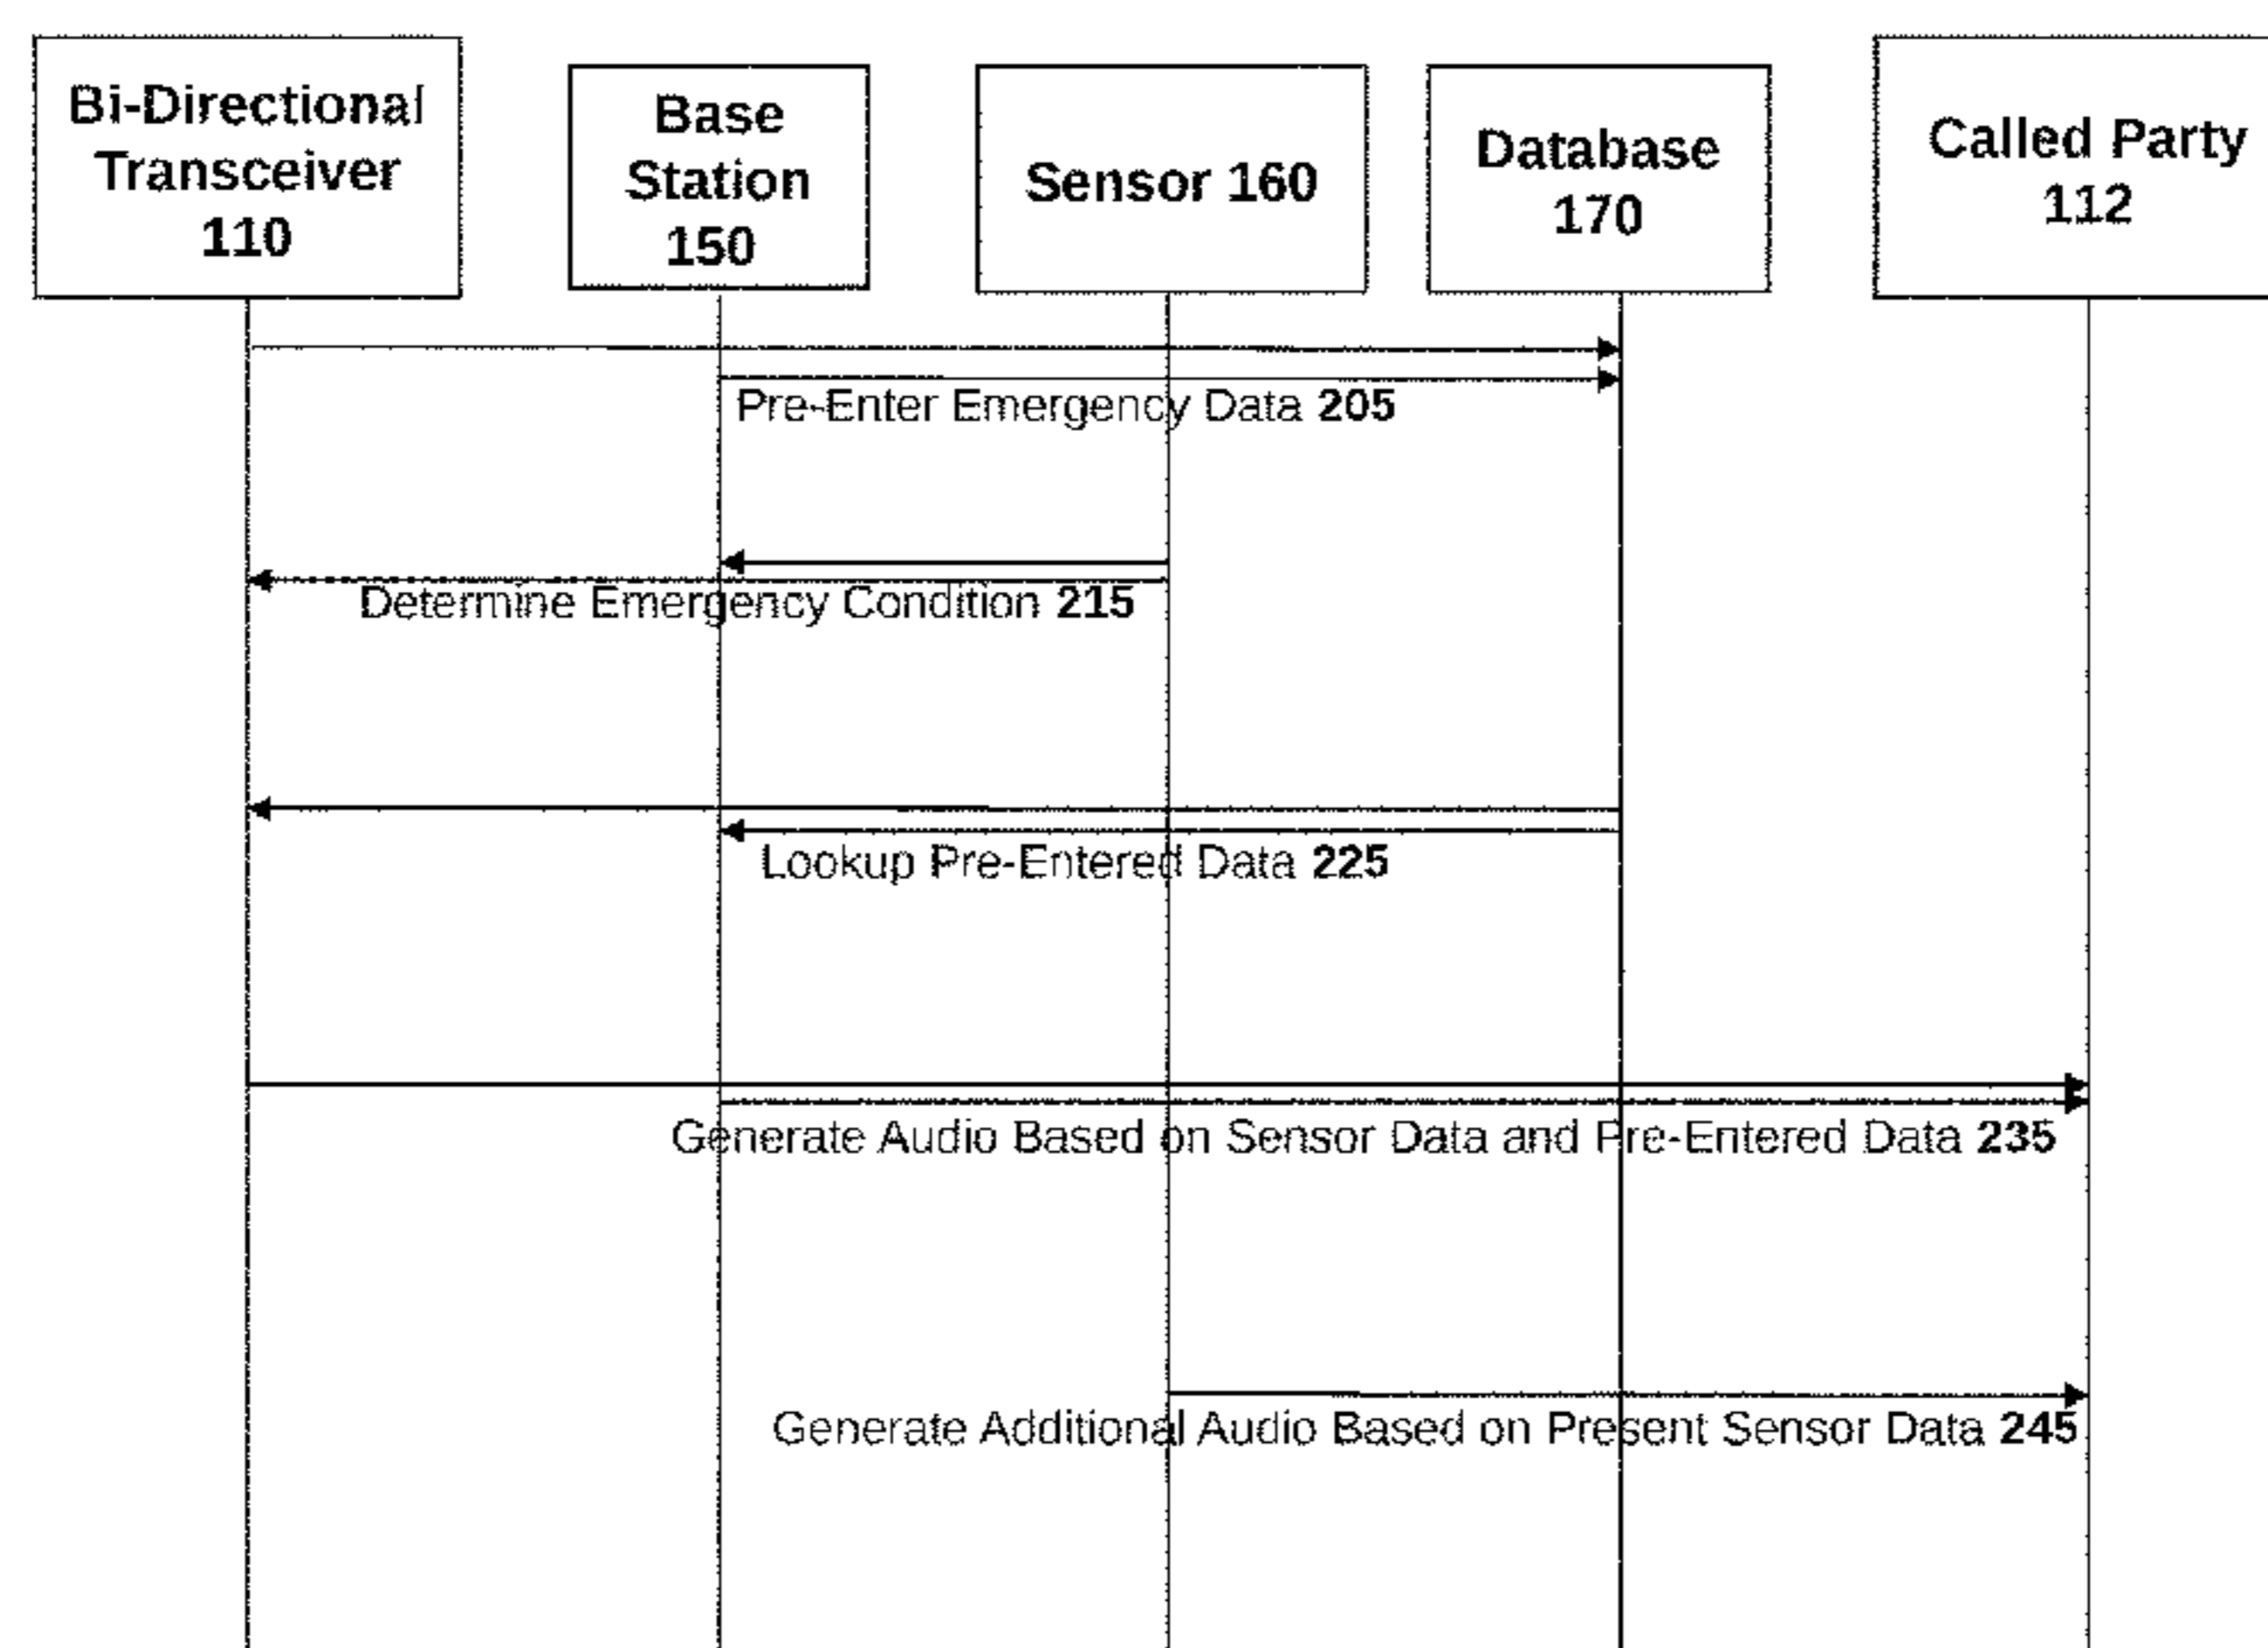 Bi-Directional
Transceiver
110
Base
Station
150
Sensor 160
Database
170
Called Party
112
Pre-Enter Emergency Data 205
Determine Emergency Condition 215
Lookup Pre-Entered Data 225
Generate Audio Based on Sensor Data and Pre-Entered Data 235
Generate Additional Audio Based on Present Sensor Data 245